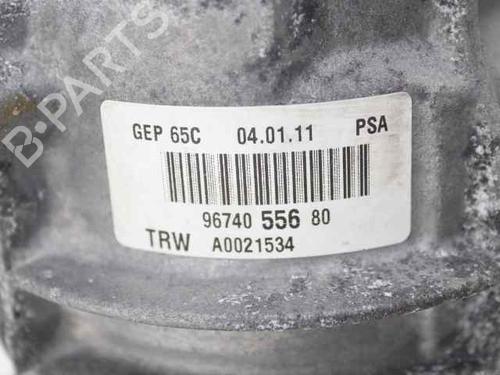 GEP 65C 04.01.11 PSA
96740 556 80
TRW A0021534
B-PARTS